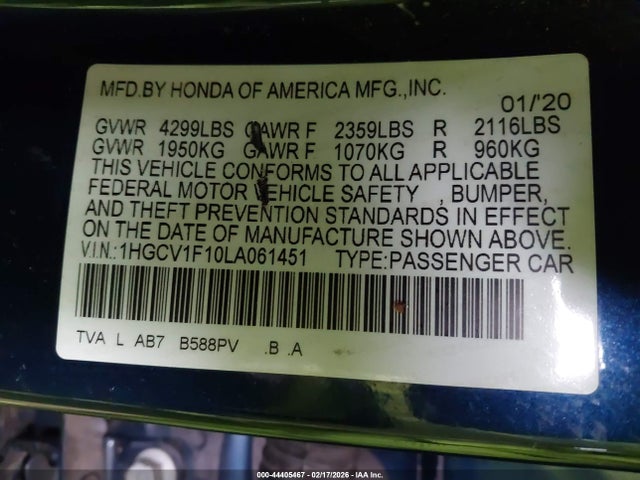 MFD.BY HONDA OF AMERICA MFG.,INC.
01/'20
GVWR 4299LBS GAWR F 2359LBS R 2116LBS
GVWR 1950KG GAWR F 1070KG R 960KG
THIS VEHICLE CONFORMS TO ALL APPLICABLE
FEDERAL MOTOR VEHICLE SAFETY , BUMPER,
AND THEFT PREVENTION STANDARDS IN EFFECT
ON THE DATE OF MANUFACTURE SHOWN ABOVE.
V.I.N.:1HGCV1F10LA061451 TYPE:PASSENGER CAR
TVA L AB7 B588PV .B .A
000-44405467 - 02/17/2026 - IAA Inc.